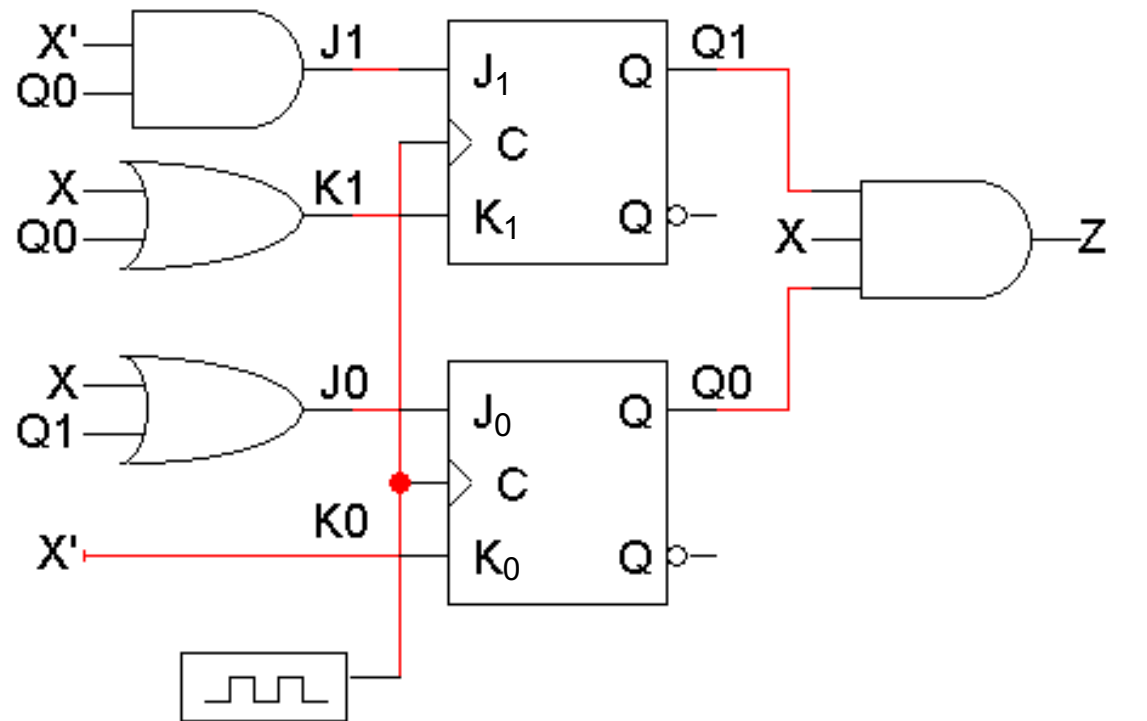 X' J1 Q1
Q0
J₁ Q
C
X K1
Q0
K₁ Q
X Z
X J0 Q0
Q1
J₀ Q
C
K0
X'
K₀ Q